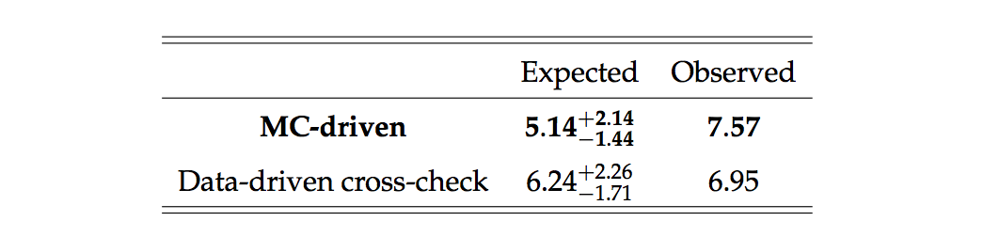 Expected Observed
MC-driven 5.14+2.14 −1.44 7.57
Data-driven cross-check 6.24+2.26 −1.71 6.95